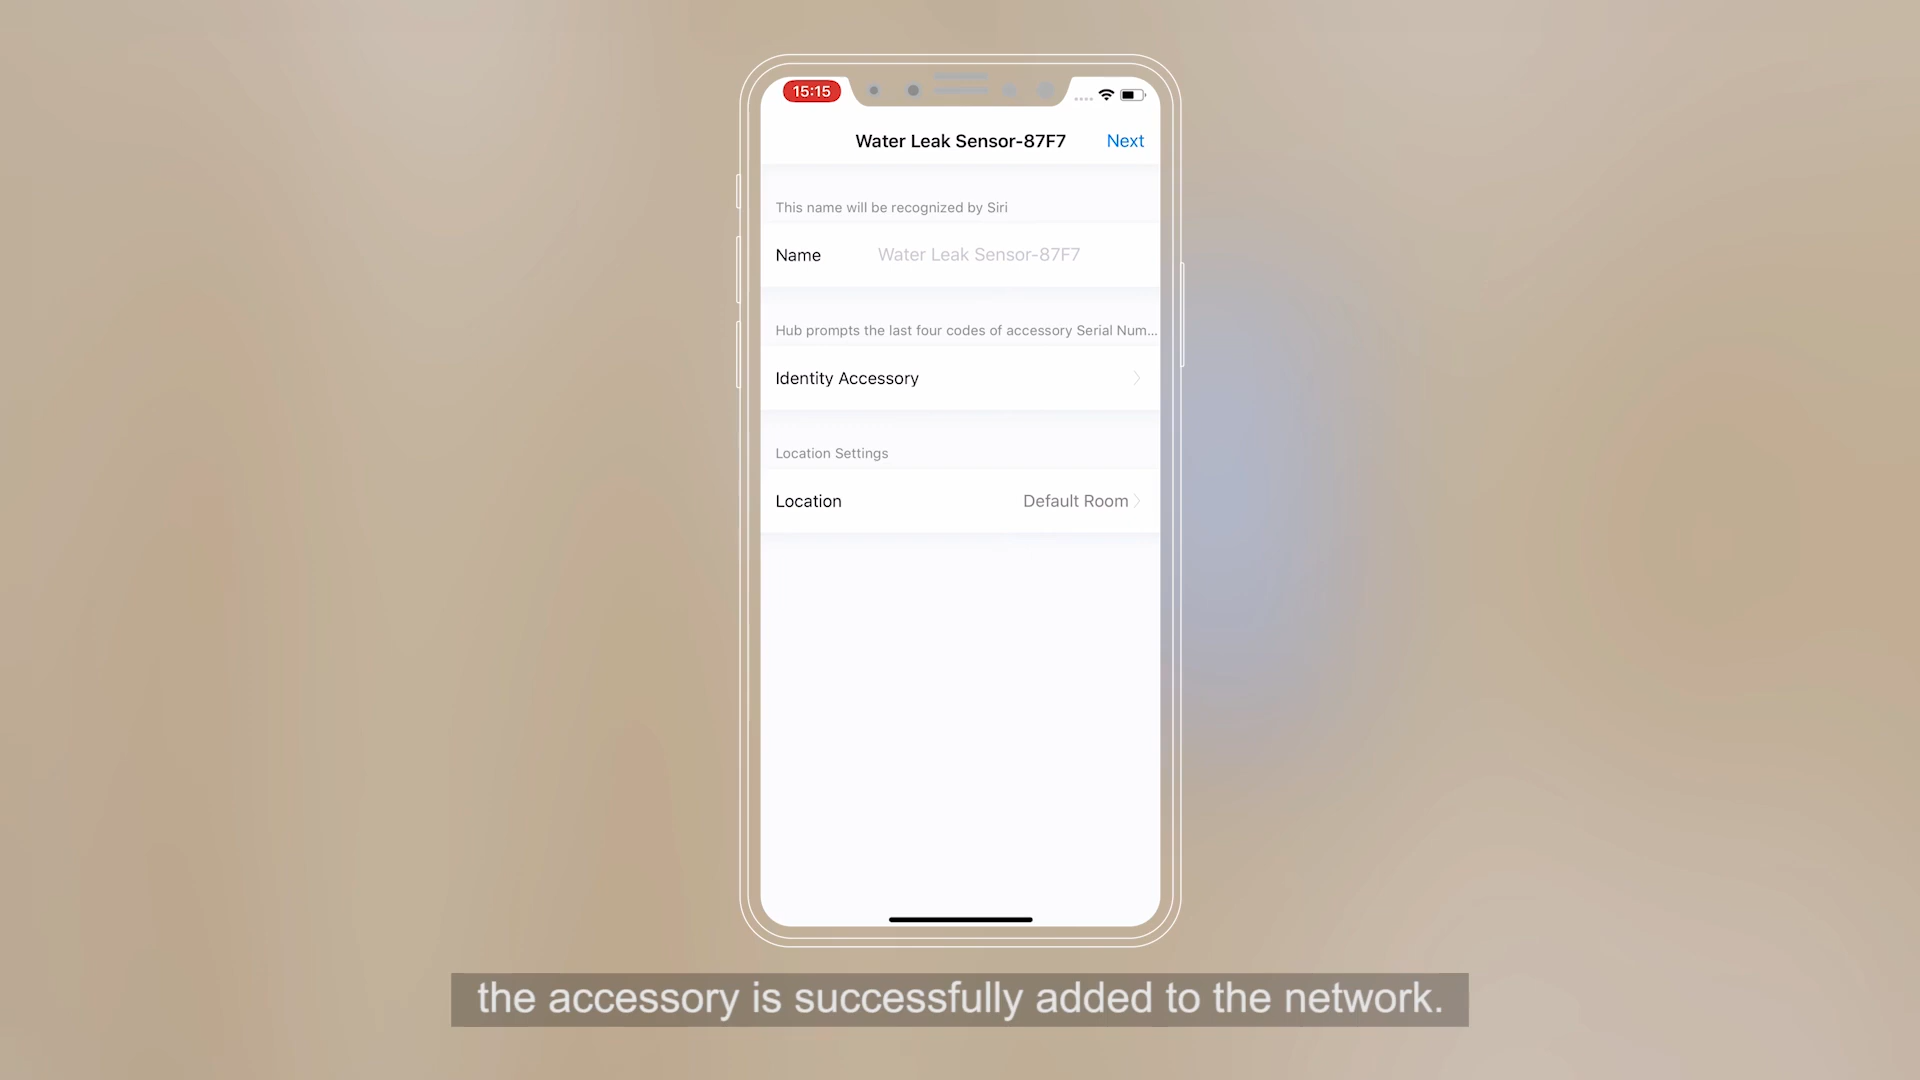 15:15
Water Leak Sensor-87F7
Next
This name will be recognized by Siri
Name
Water Leak Sensor-87F7
Hub prompts the last four codes of accessory Serial Num...
Identity Accessory
Location Settings
Location
Default Room
the accessory is successfully added to the network.